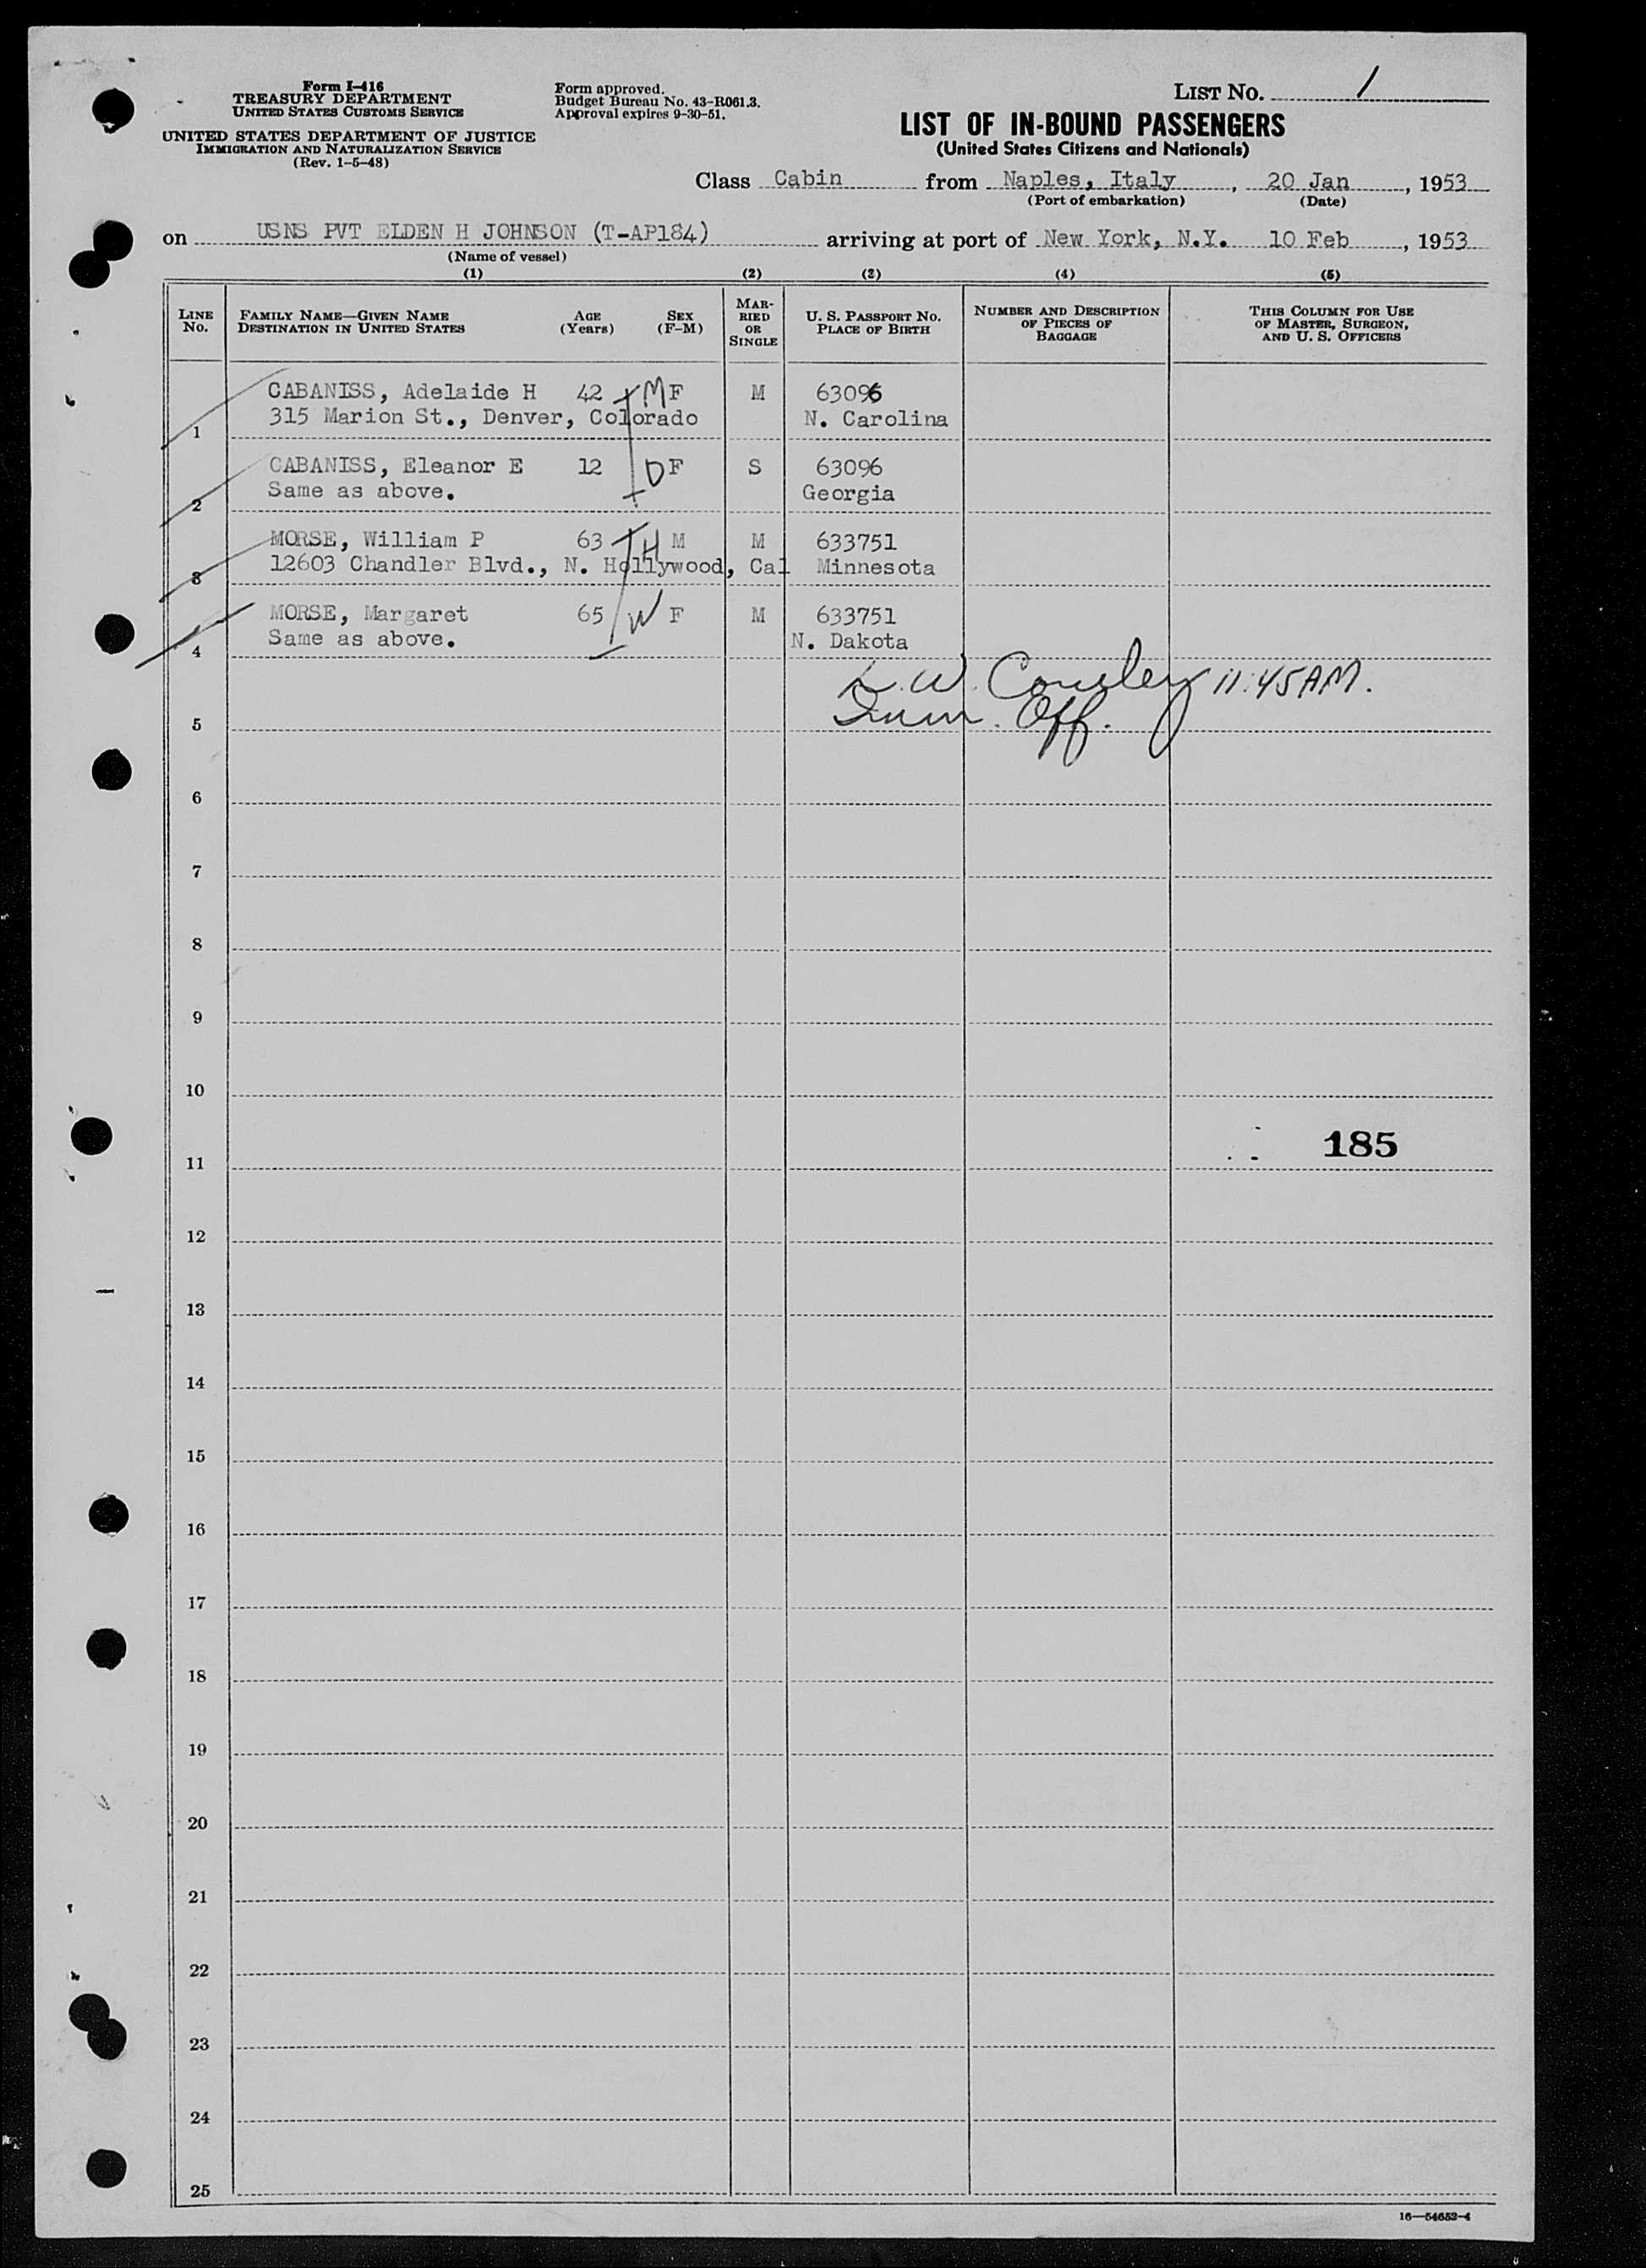 Form I-416
TREASURY DEPARTMENT
UNITED STATES CUSTOMS SERVICE
UNITED STATES DEPARTMENT OF JUSTICE
IMMIGRATION AND NATURALIZATION SERVICE
(Rev. 1-5-48)
Form approved.
Budget Bureau No. 43-R061.3.
Approval expires 9-30-51.
LIST NO. 1
LIST OF IN-BOUND PASSENGERS
(United States Citizens and Nationals)
Class Cabin from Naples, Italy, 20 Jan, 1953
(Port of embarkation) (Date)
on USNS PVT ELDEN H JOHNSON (T-AP184) arriving at port of New York, N.Y. 10 Feb, 1953
(Name of vessel)
(1) (2) (3) (4) (5)
LINE NO.
FAMILY NAME—GIVEN NAME
DESTINATION IN UNITED STATES
AGE
(Years)
SEX
(F-M)
MAR-
RIED
OR
SINGLE
U. S. PASSPORT NO.
PLACE OF BIRTH
NUMBER AND DESCRIPTION
OF PIECES OF
BAGGAGE
THIS COLUMN FOR USE
OF MASTER, SURGEON,
AND U. S. OFFICERS
CABANISS, Adelaide H 42 M F M 63096
1 315 Marion St., Denver, Colorado N. Carolina
CABANISS, Eleanor E 12 D F S 63096
2 Same as above. Georgia
MORSE, William P 63 H M M 633751
3 12603 Chandler Blvd., N. Hollywood, Cal Minnesota
MORSE, Margaret 65 W F M 633751
4 Same as above. N. Dakota
11:45 AM.
Imm. Off.
5
6
7
8
9
10
185
11
12
13
14
15
16
17
18
19
20
21
22
23
24
25
16—54652-4